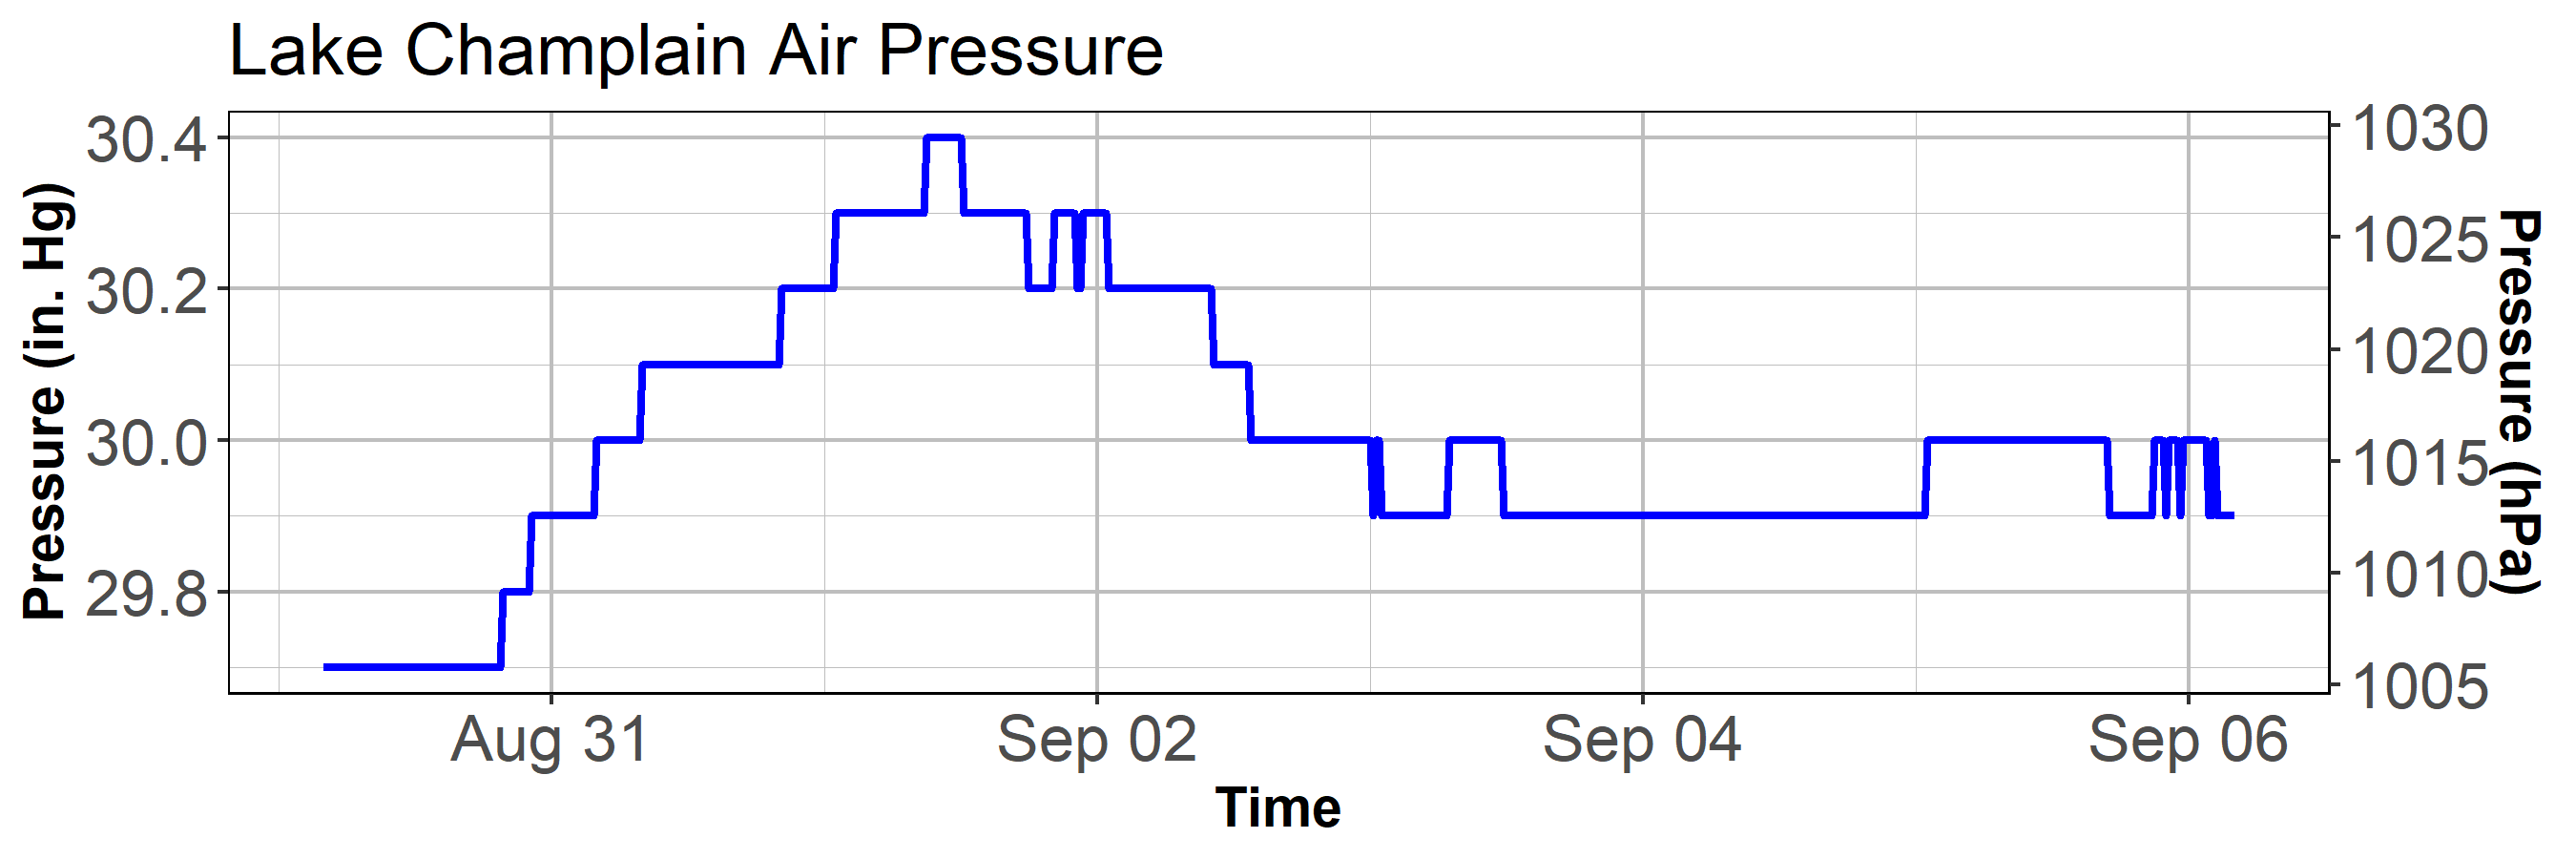 Lake Champlain Air Pressure
Pressure (in. Hg)
30.4
30.2
30.0
29.8
1030
1025
1020
1015
1010
1005
Pressure (hPa)
Aug 31
Sep 02
Sep 04
Sep 06
Time